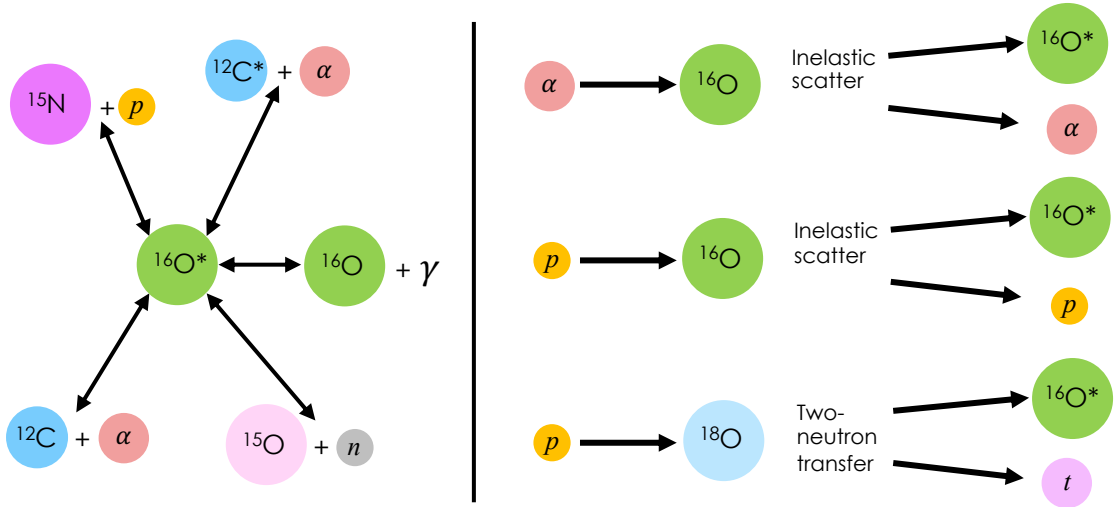 ¹⁵N + p
¹²C* + α
¹⁶O*
¹⁶O + γ
¹²C + α
¹⁵O + n
α
¹⁶O
Inelastic
scatter
¹⁶O*
α
p
¹⁶O
Inelastic
scatter
¹⁶O*
p
p
¹⁸O
Two-
neutron
transfer
¹⁶O*
t